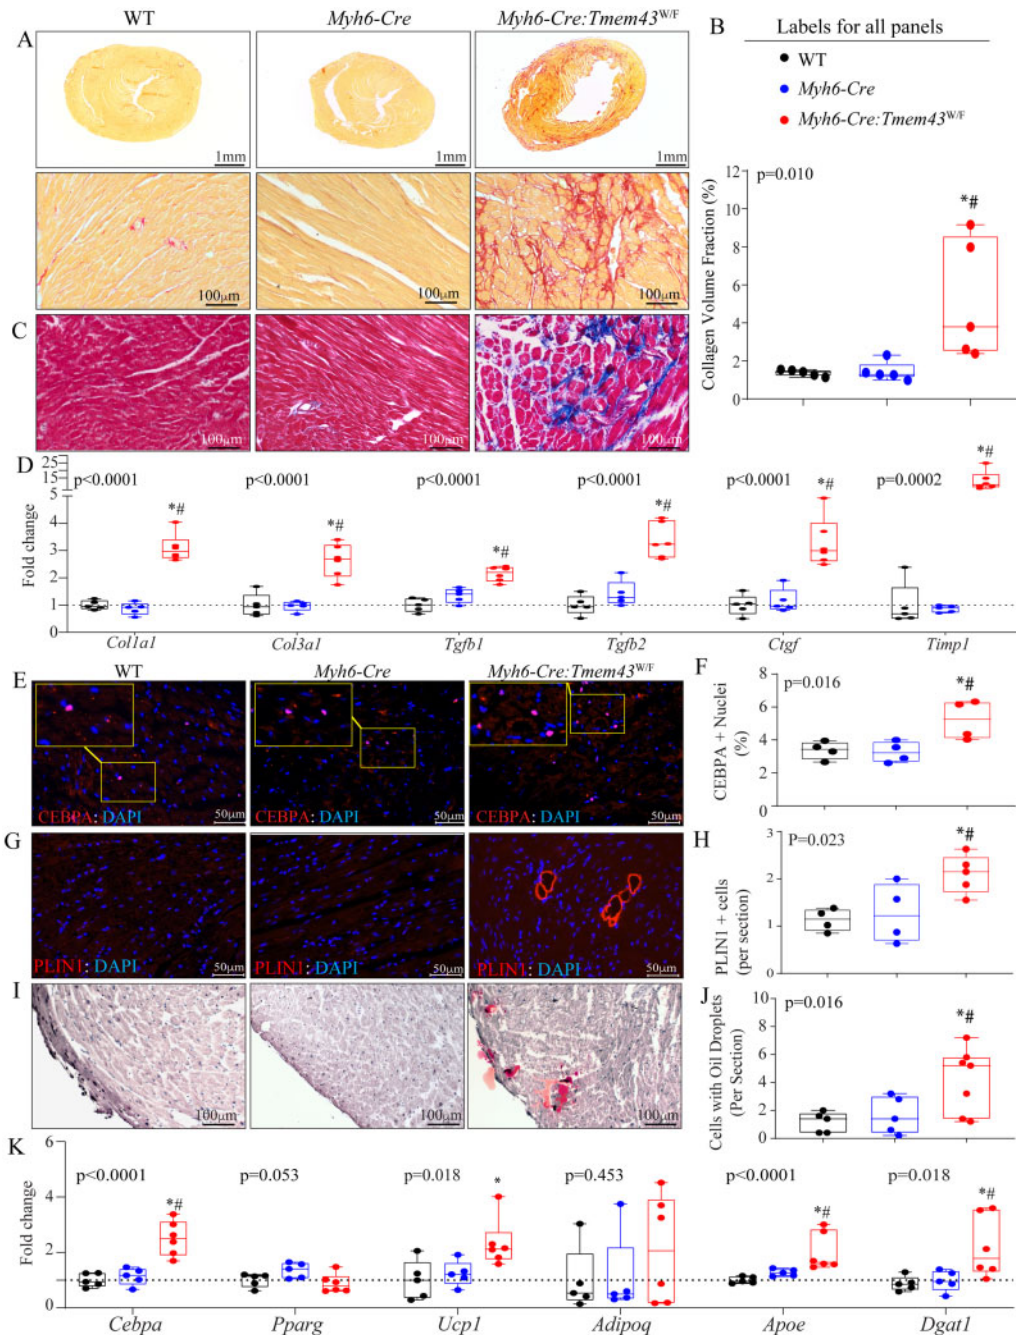 WT Myh6-Cre Myh6-Cre:Tmem43W/F
A
1mm 1mm 1mm
100μm 100μm 100μm
B
Labels for all panels
WT
Myh6-Cre
Myh6-Cre:Tmem43W/F
p=0.010
*#
Collagen Volume Fraction (%)
12
10
8
6
4
2
0
C
100μm 100μm 100μm
D
25
15
5
5
4
3
2
1
0
Fold change
p<0.0001 p<0.0001 p<0.0001 p<0.0001 p<0.0001 p=0.0002
*# *# *# *# *# *#
Col1a1 Col3a1 Tgfb1 Tgfb2 Ctgf Timp1
WT Myh6-Cre Myh6-Cre:Tmem43W/F
E
CEBPA: DAPI CEBPA: DAPI CEBPA: DAPI
50μm 50μm 50μm
F
p=0.016
*#
CEBPA + Nuclei
(%)
8
6
4
2
0
G
PLIN1: DAPI PLIN1: DAPI PLIN1: DAPI
50μm 50μm 50μm
H
P=0.023
*#
PLIN1 + cells
(per section)
3
2
1
0
I
100μm 100μm 100μm
J
p=0.016
*#
Cells with Oil Droplets
(Per Section)
10
8
6
4
2
0
K
6
4
2
0
Fold change
p<0.0001 p=0.053 p=0.018 p=0.453 p<0.0001 p=0.018
*# * *# *#
Cebpa Pparg Ucp1 Adipoq Apoe Dgat1